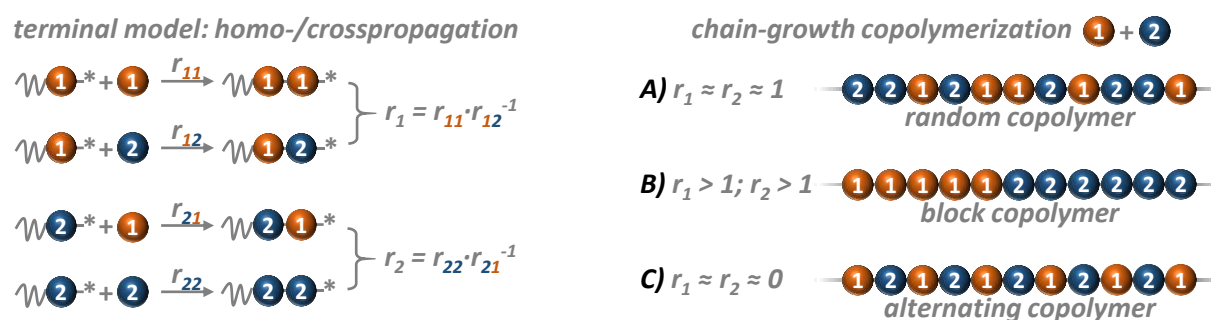 terminal model: homo-/crosspropagation
1 * + 1 r₁₁ 1 1 *
r₁ = r₁₁·r₁₂⁻¹
1 * + 2 r₁₂ 1 2 *
2 * + 1 r₂₁ 2 1 *
r₂ = r₂₂·r₂₁⁻¹
2 * + 2 r₂₂ 2 2 *
chain-growth copolymerization 1 + 2
A) r₁ ≈ r₂ ≈ 1 2 2 1 2 1 1 2 1 2 2 1
random copolymer
B) r₁ > 1; r₂ > 1 1 1 1 1 1 2 2 2 2 2 2
block copolymer
C) r₁ ≈ r₂ ≈ 0 1 2 1 2 1 2 1 2 1 2 1
alternating copolymer